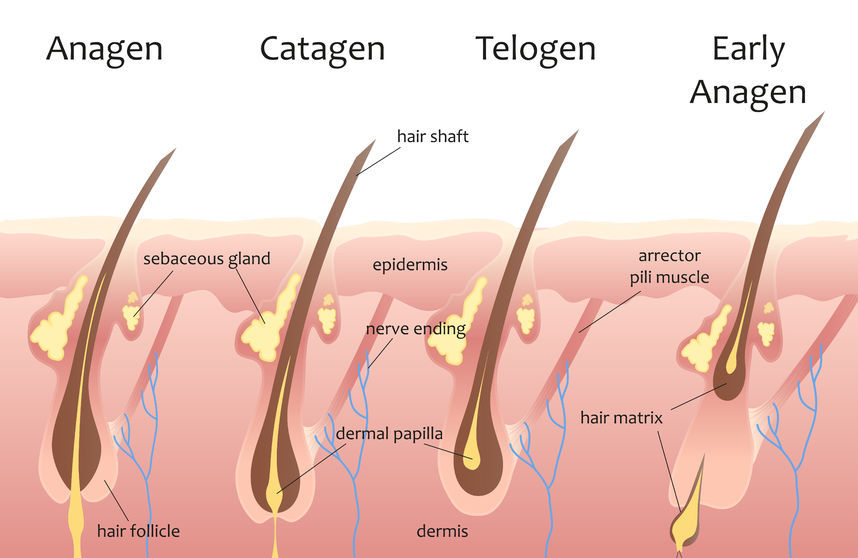 Anagen
Catagen
Telogen
Early
Anagen
hair shaft
sebaceous gland
epidermis
arrector
pili muscle
nerve ending
hair matrix
dermal papilla
hair follicle
dermis